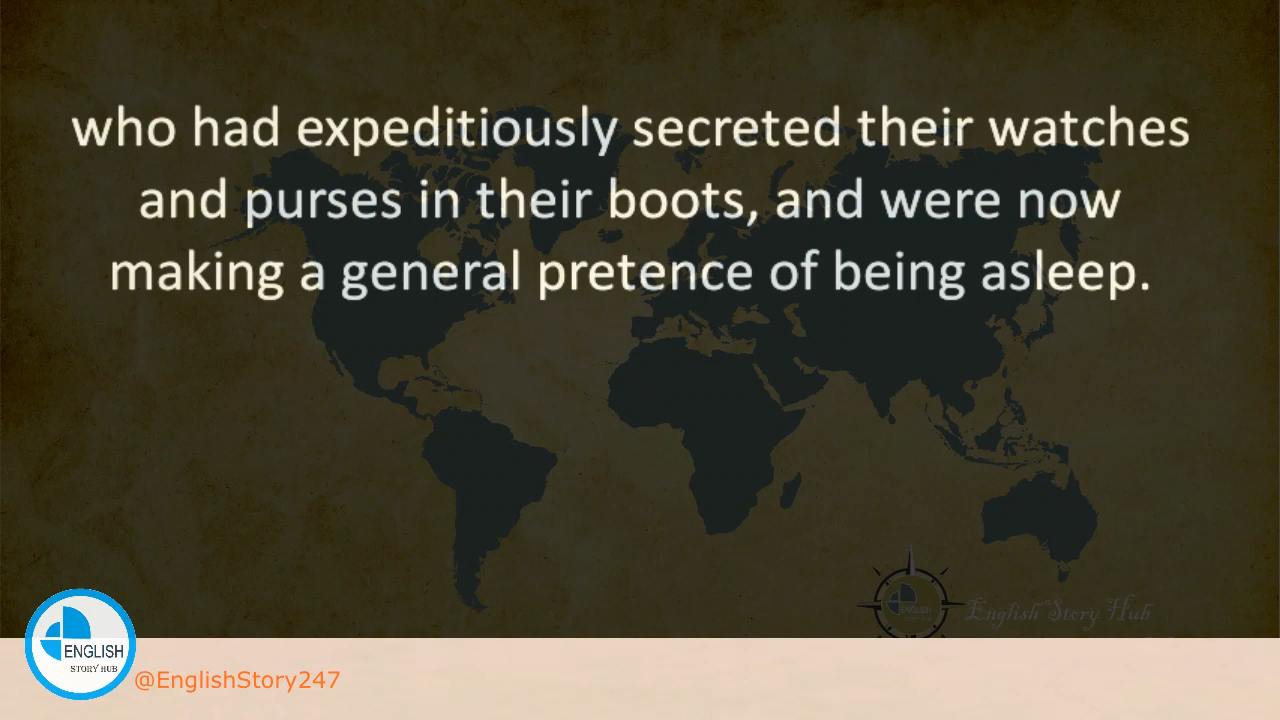 who had expeditiously secreted their watches
and purses in their boots, and were now
making a general pretence of being asleep.
English Story Hub
ENGLISH
STORY HUB
@EnglishStory247